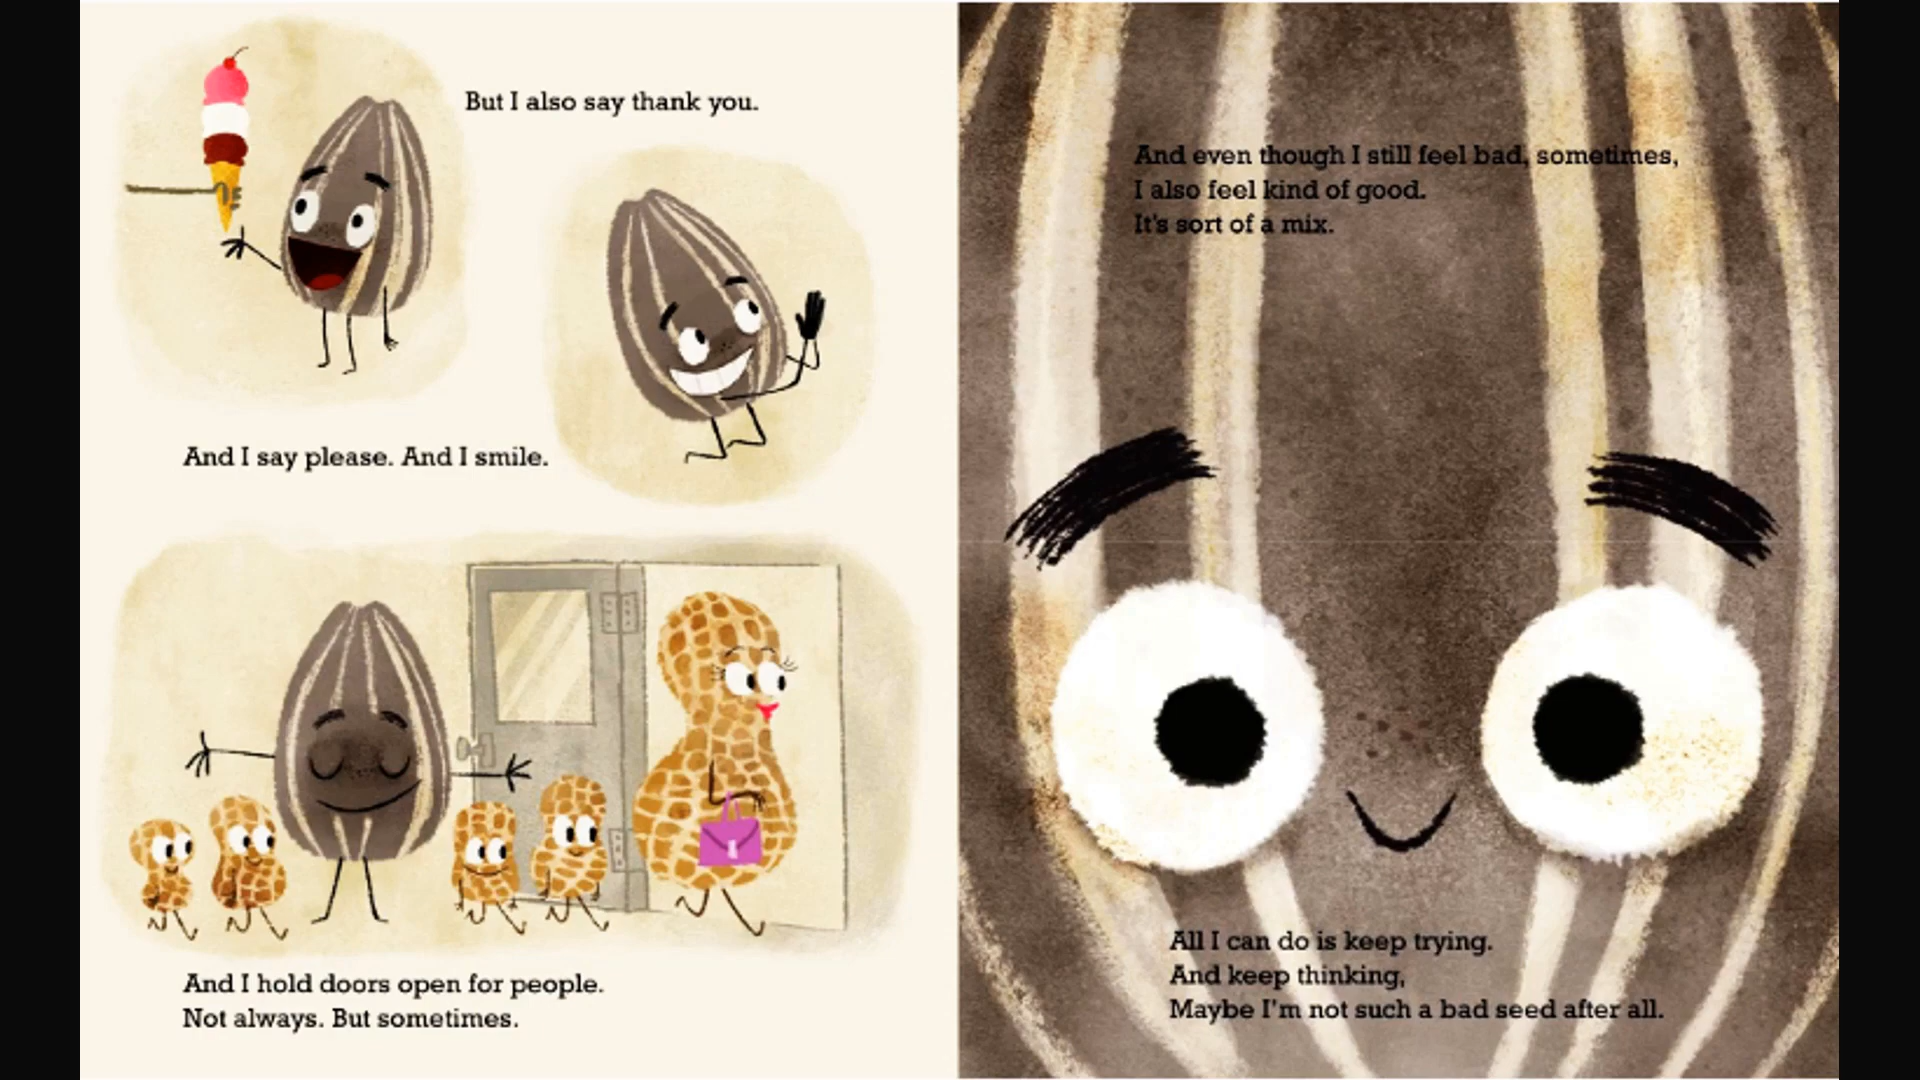 But I also say thank you.
And I say please. And I smile.
And I hold doors open for people.
Not always. But sometimes.
And even though I still feel bad, sometimes,
I also feel kind of good.
It's sort of a mix.
All I can do is keep trying.
And keep thinking,
Maybe I'm not such a bad seed after all.